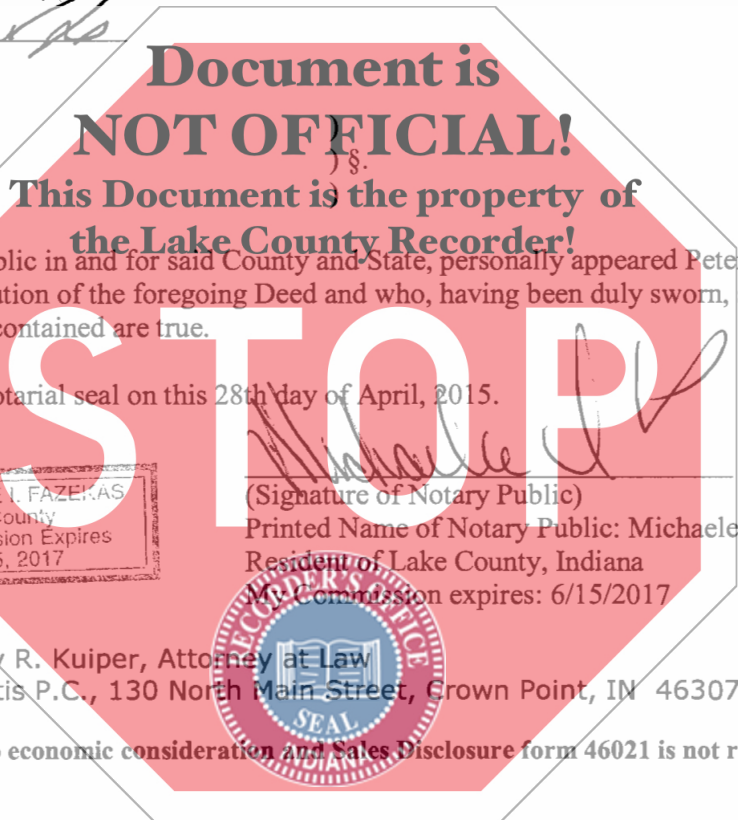 Document is
NOT OFFICIAL!
This Document is the property of
the Lake County Recorder!
)
) §.
)
blic in and for said County and State, personally appeared Pete
ution of the foregoing Deed and who, having been duly sworn,
contained are true.
otarial seal on this 28th day of April, 2015.
STOP
I. FAZEKAS
County
sion Expires
5, 2017
(Signature of Notary Public)
Printed Name of Notary Public: Michaele
Resident of Lake County, Indiana
My Commission expires: 6/15/2017
RECORDER'S OFFICE
SEAL
INDIANA
y R. Kuiper, Attorney at Law
tis P.C., 130 North Main Street, Crown Point, IN 46307
o economic consideration and Sales Disclosure form 46021 is not r